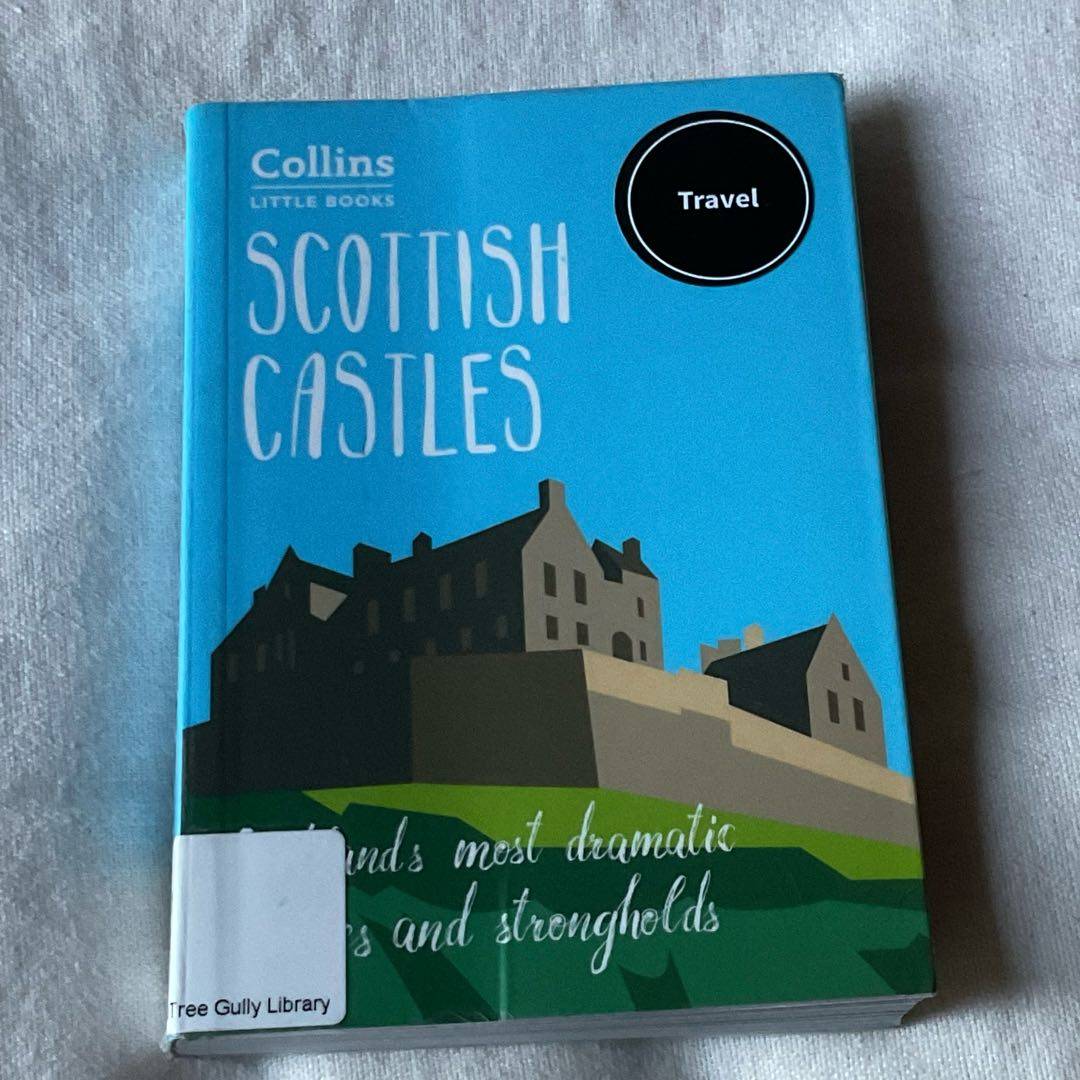 Collins
LITTLE BOOKS
Travel
SCOTTISH
CASTLES
most dramatic
and strongholds
Tree Gully Library